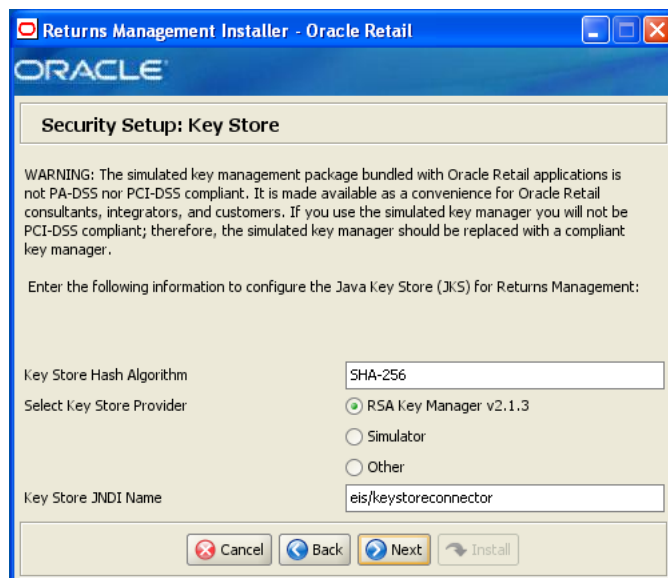 Returns Management Installer - Oracle Retail
ORACLE
Security Setup: Key Store
WARNING: The simulated key management package bundled with Oracle Retail applications is
not PA-DSS nor PCI-DSS compliant. It is made available as a convenience for Oracle Retail
consultants, integrators, and customers. If you use the simulated key manager you will not be
PCI-DSS compliant; therefore, the simulated key manager should be replaced with a compliant
key manager.
Enter the following information to configure the Java Key Store (JKS) for Returns Management:
Key Store Hash Algorithm SHA-256
Select Key Store Provider RSA Key Manager v2.1.3
Simulator
Other
Key Store JNDI Name eis/keystoreconnector
Cancel Back Next Install